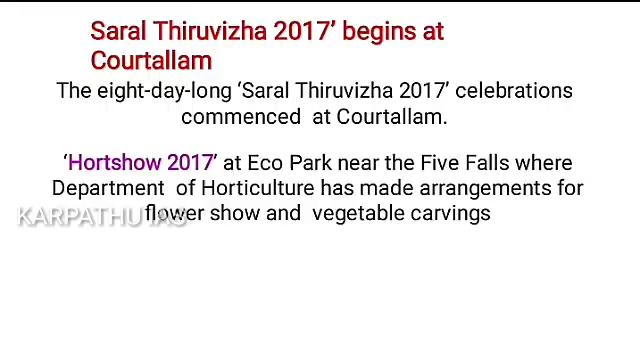 Saral Thiruvizha 2017’ begins at
Courtallam
The eight-day-long ‘Saral Thiruvizha 2017’ celebrations
commenced at Courtallam.
‘Hortshow 2017’ at Eco Park near the Five Falls where
Department of Horticulture has made arrangements for
flower show and vegetable carvings
KARPATHU IAS